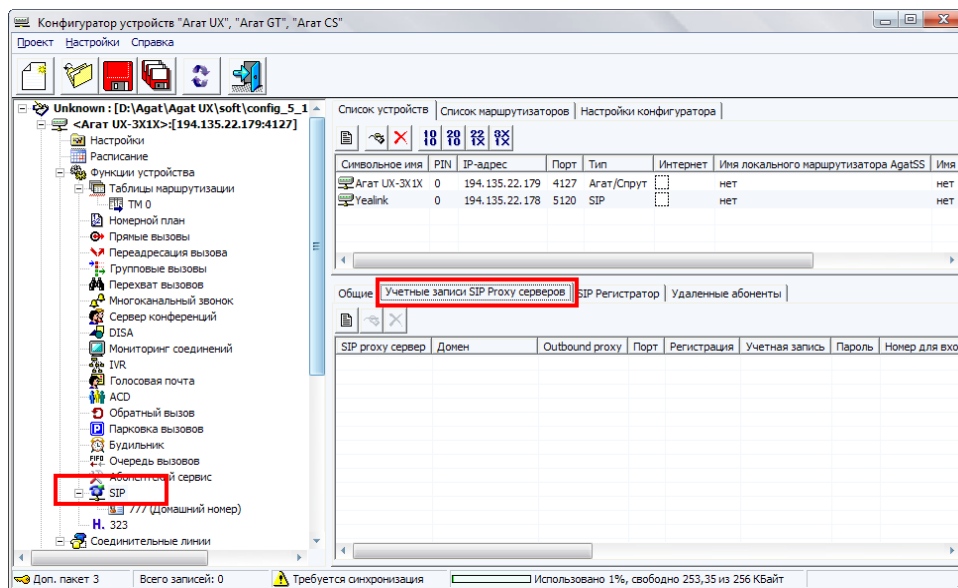 Конфигуратор устройств "Агат UX", "Агат GT", "Агат CS"
Проект Настройки Справка
Unknown : [D:\Agat\Agat UX\soft\config_5_1
<Агат UX-3X1X>:[194.135.22.179:4127]
Настройки
Расписание
Функции устройства
Таблицы маршрутизации
TM 0
Номерной план
Прямые вызовы
Переадресация вызова
Групповые вызовы
Перехват вызовов
Многоканальный звонок
Сервер конференций
DISA
Мониторинг соединений
IVR
Голосовая почта
ACD
Обратный вызов
Парковка вызовов
Будильник
FIFO Очередь вызовов
Абонентский сервис
SIP
777 (Домашний номер)
H. 323
Соединительные линии
Список устройств Список маршрутизаторов Настройки конфигуратора
Символьное имя PIN IP-адрес Порт Тип Интернет Имя локального маршрутизатора AgatSS Имя
Агат UX-3X1X 0 194.135.22.179 4127 Агат/Спрут нет нет
Yealink 0 194.135.22.178 5120 SIP нет нет
Общие Учетные записи SIP Proxy серверов SIP Регистратор Удаленные абоненты
SIP proxy сервер Домен Outbound proxy Порт Регистрация Учетная запись Пароль Номер для вхо
Доп. пакет 3 Всего записей: 0 Требуется синхронизация Использовано 1%, свободно 253,35 из 256 КБайт